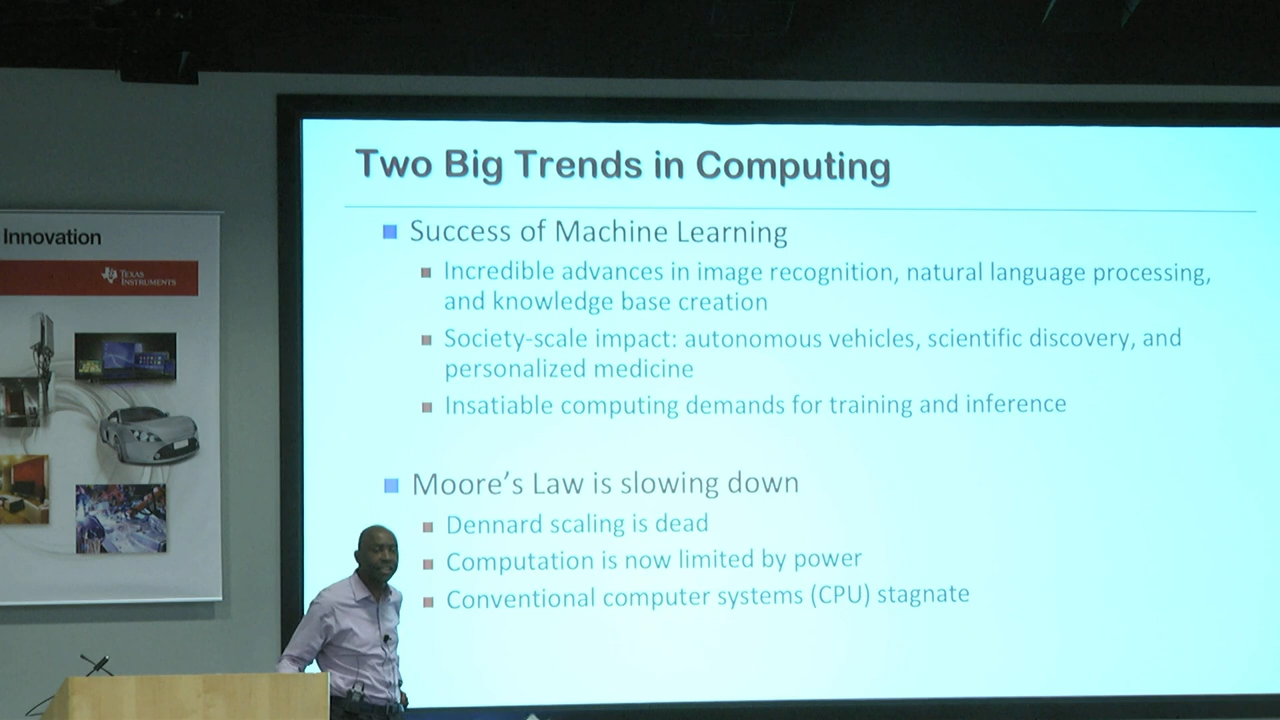 Two Big Trends in Computing
Success of Machine Learning
Incredible advances in image recognition, natural language processing,
and knowledge base creation
Society-scale impact: autonomous vehicles, scientific discovery, and
personalized medicine
Insatiable computing demands for training and inference
Moore’s Law is slowing down
Dennard scaling is dead
Computation is now limited by power
Conventional computer systems (CPU) stagnate
Innovation
TEXAS
INSTRUMENTS